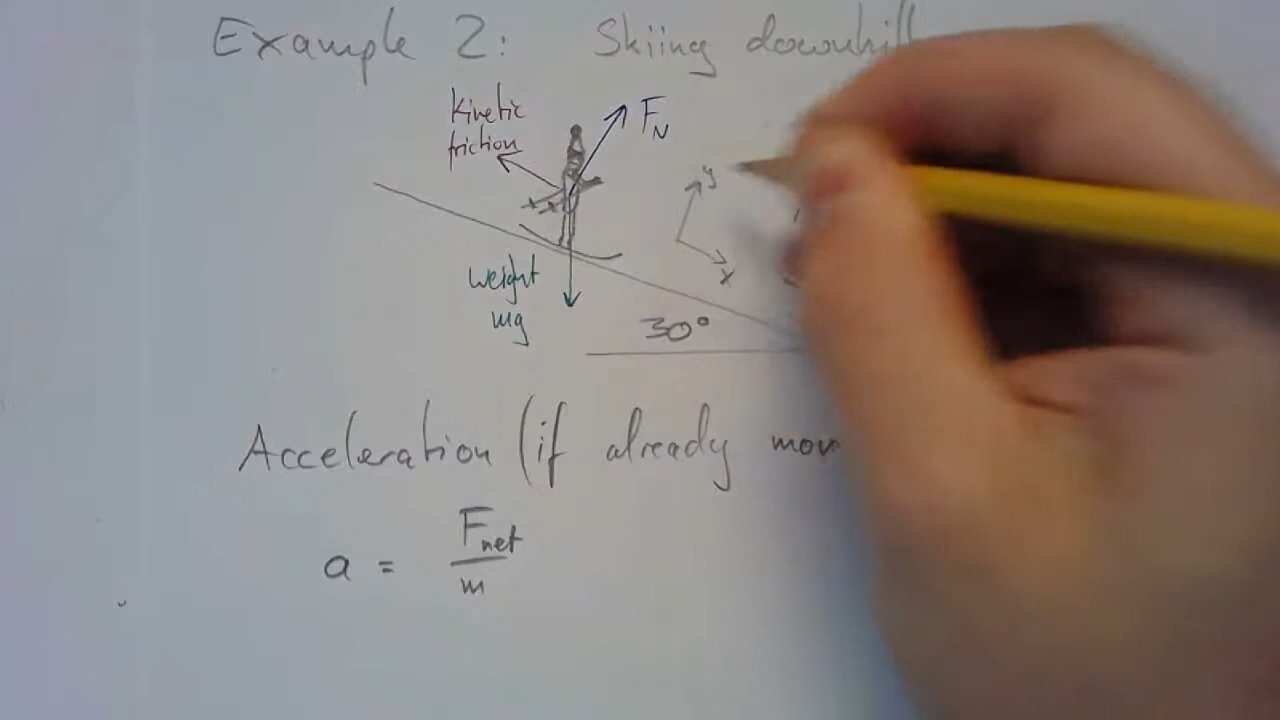 Example 2: Skiing downhill
Kinetic
friction
F_N
y
x
weight
mg
30°
Acceleration (if already mov
a = F_net / m